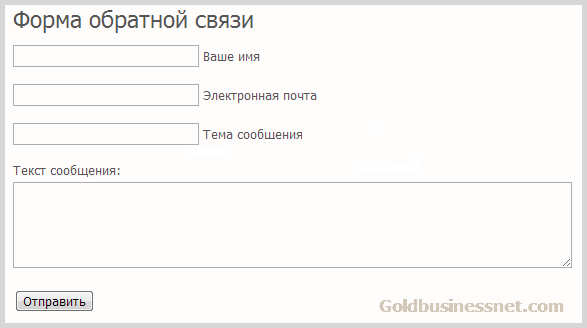 Форма обратной связи
Ваше имя
Электронная почта
Тема сообщения
Текст сообщения:
Отправить
Goldbusinessnet.com